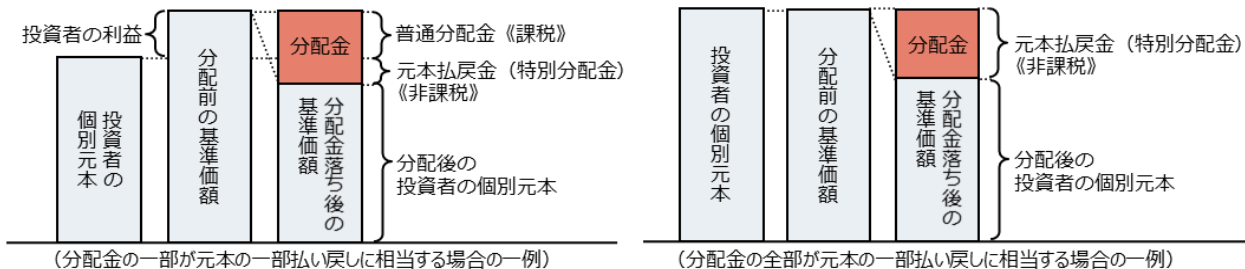 投資者の利益
投資者の
個別元本
分配前の基準価額
分配金
分配金落ち後の
基準価額
普通分配金《課税》
元本払戻金（特別分配金）
《非課税》
分配後の
投資者の個別元本
（分配金の一部が元本の一部払い戻しに相当する場合の一例）
投資者の個別元本
分配前の基準価額
分配金
分配金落ち後の
基準価額
元本払戻金（特別分配金）
《非課税》
分配後の
投資者の個別元本
（分配金の全部が元本の一部払い戻しに相当する場合の一例）